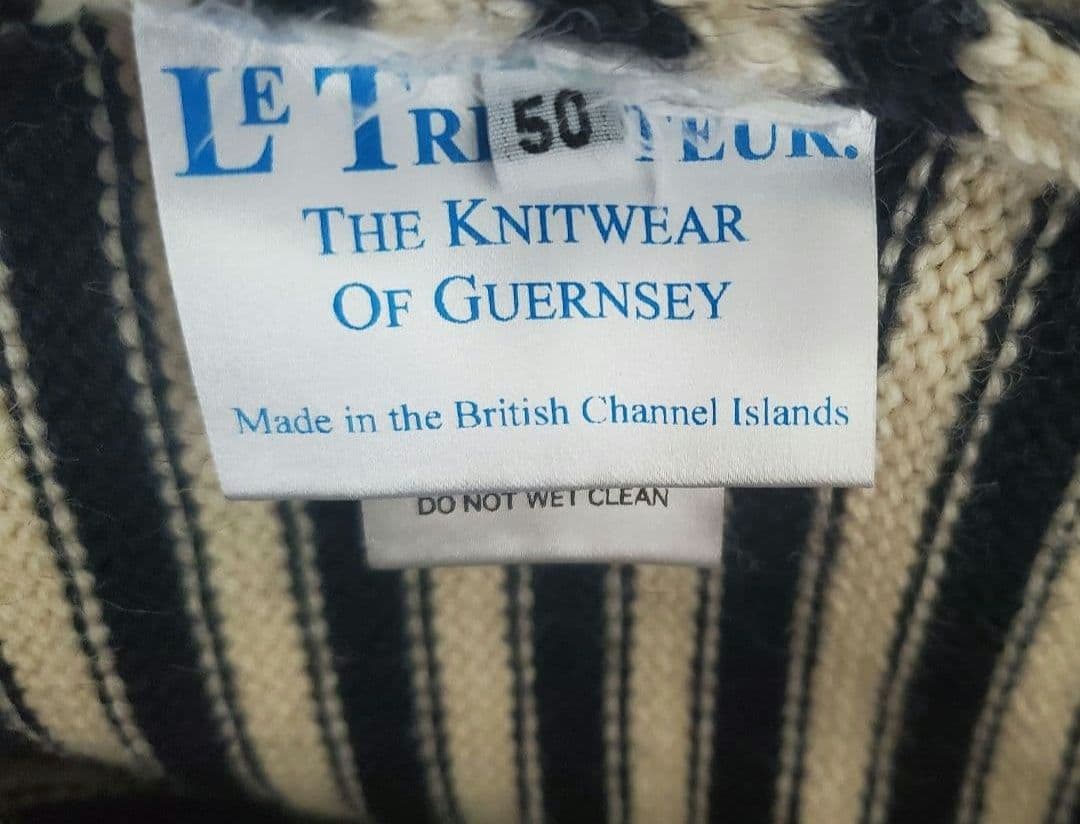 LE TRI 50 TEUR.
THE KNITWEAR
OF GUERNSEY
Made in the British Channel Islands
DO NOT WET CLEAN